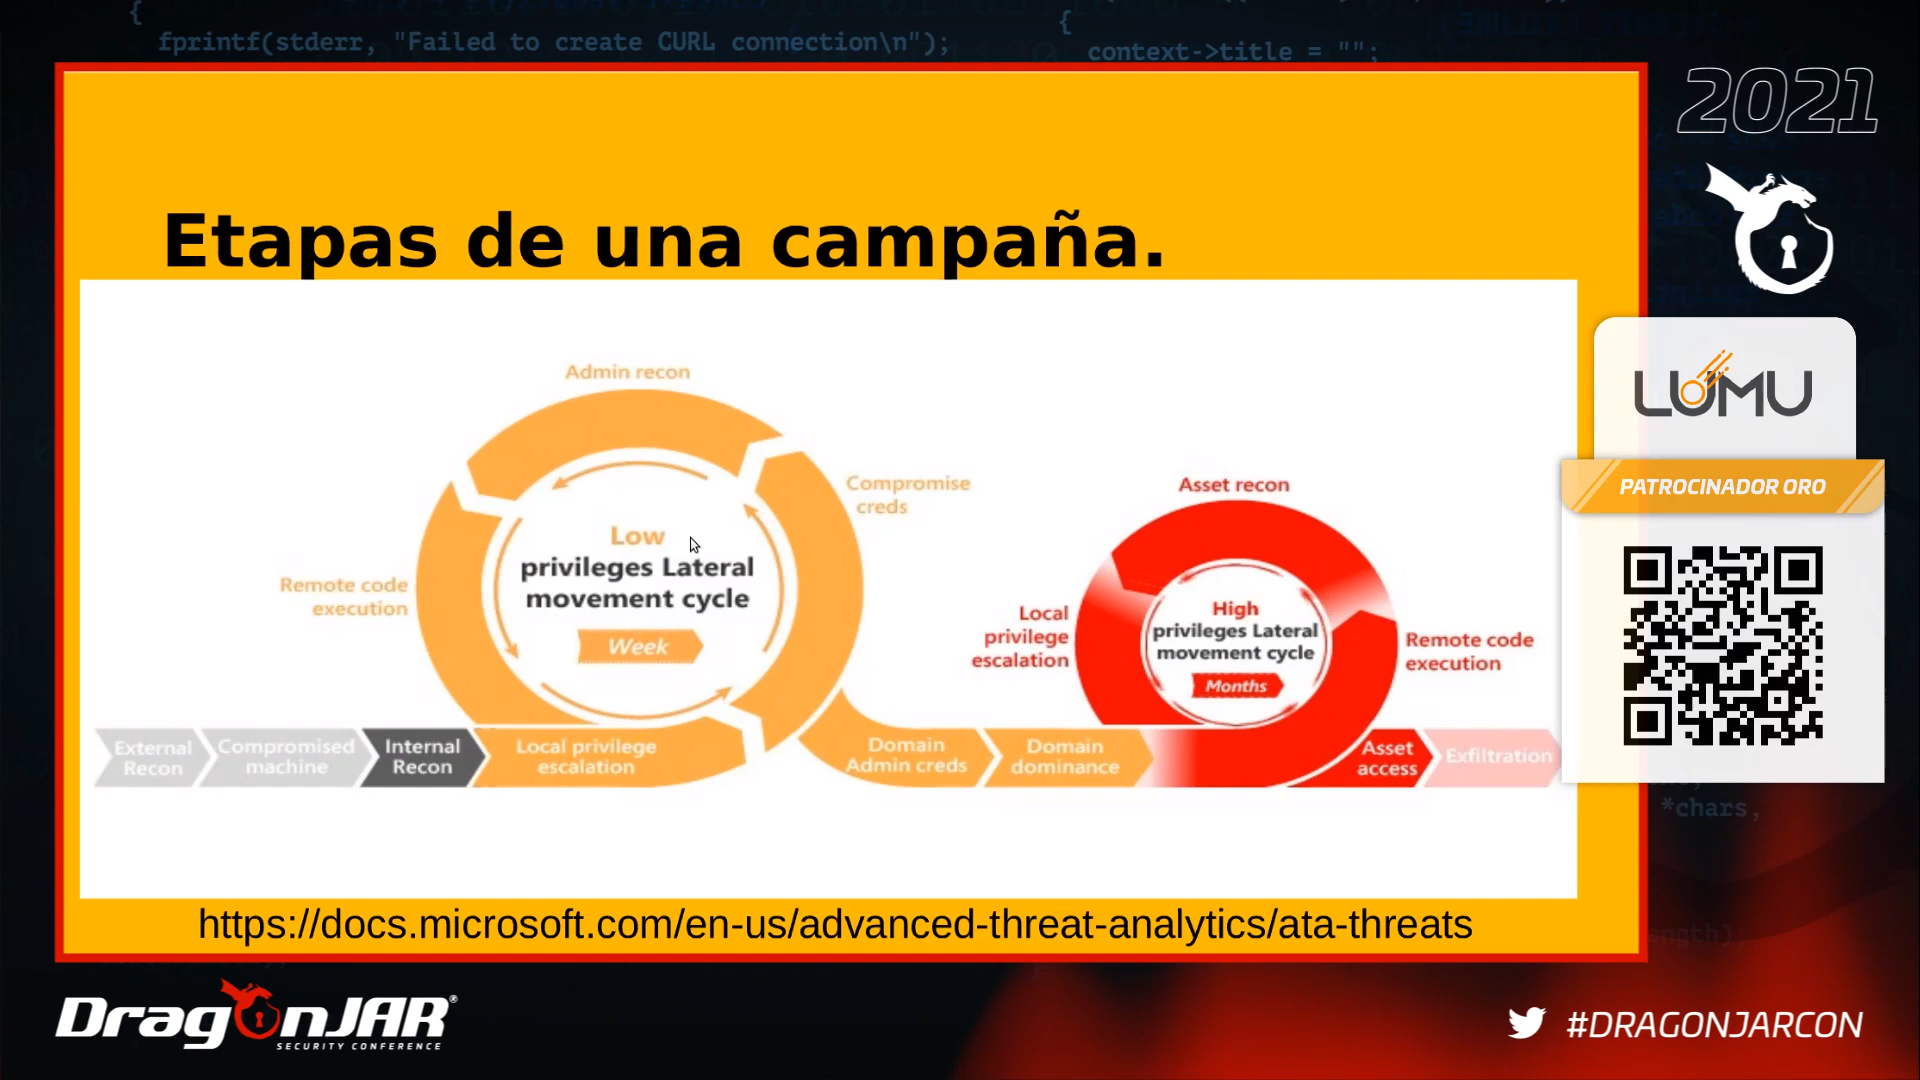 {
fprintf(stderr, "Failed to create CURL connection\n");
{
context->title = "";
2021
Etapas de una campaña.
Admin recon
Compromise
creds
Remote code
execution
Low
privileges Lateral
movement cycle
Week
Asset recon
Local
privilege
escalation
High
privileges Lateral
movement cycle
Months
Remote code
execution
External
Recon
Compromised
machine
Internal
Recon
Local privilege
escalation
Domain
Admin creds
Domain
dominance
Asset
access
Exfiltration
https://docs.microsoft.com/en-us/advanced-threat-analytics/ata-threats
LUMU
PATROCINADOR ORO
*chars,
DragonJAR®
SECURITY CONFERENCE
#DRAGONJARCON